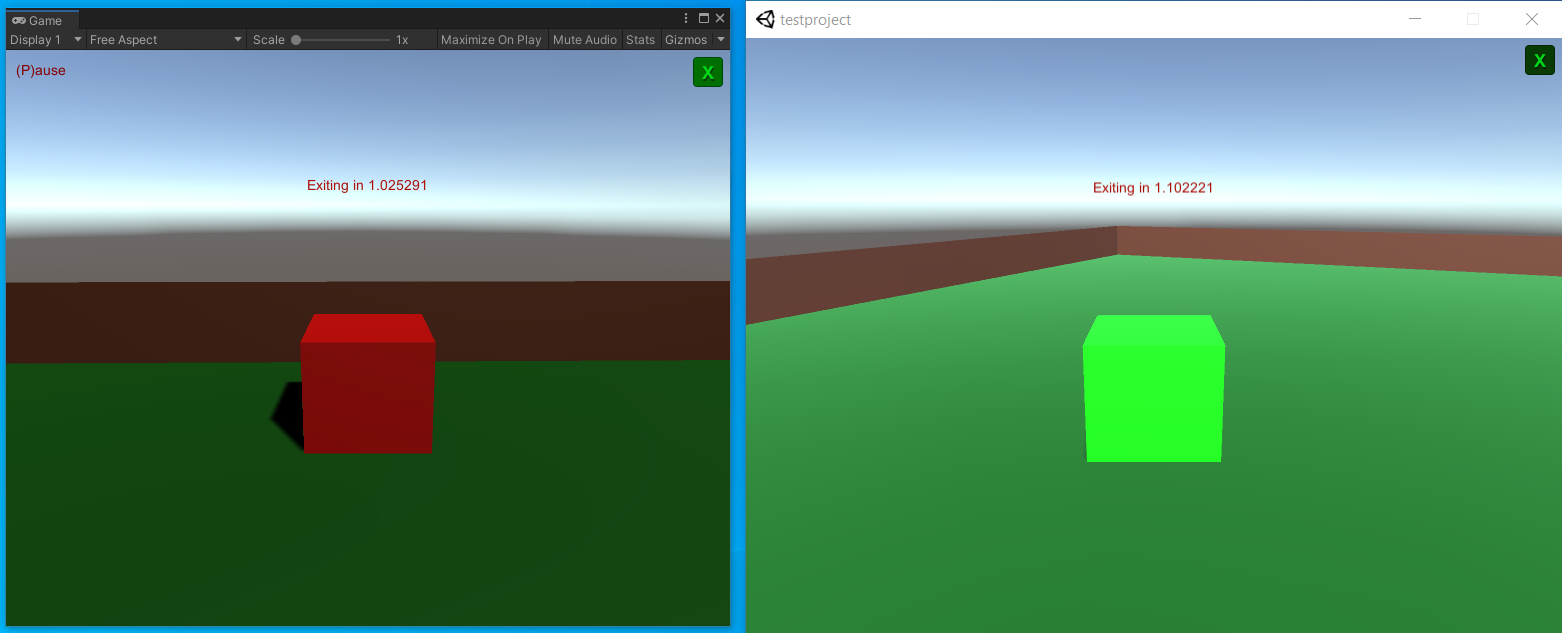 Game
Display 1 Free Aspect Scale 1x Maximize On Play Mute Audio Stats Gizmos
(P)ause
X
Exiting in 1.025291
testproject
X
Exiting in 1.102221